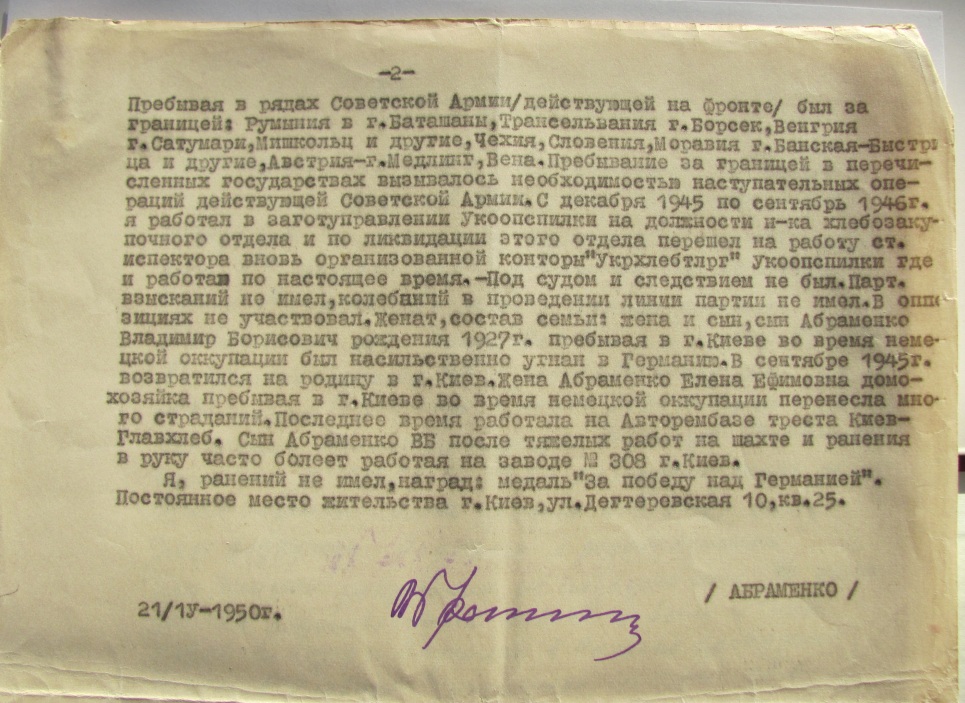 -2-
Пребывая в рядах Советской Армии/действующей на фронте/ был за
границей: Румыния в г.Баташаны,Трансельвания г.Борсек,Венгрия
г.Сатумари,Мишкольц и другие,Чехия,Словения,Моравия г.Банская-Быстри
ца и другие,Австрия-г.Медлинг,Вена.Пребивание за границей в перечи-
сленных государствах вызывалось необходимостью наступательных опе-
раций действующей Советской Армии.С декабря 1945 по сентябрь 1946г.
я работал в заготуправлении Укоопспилки на должности н-ка хлебозаку-
почного отдела и по ликвидации этого отдела перешел на работу ст.
испектора вновь организованной конторы"Укрхлебтлрг" Укоопспилки где
и работаю по настоящее время.-Под судом и следствием не был.Парт.
взысканий не имел,колебаний в проведении линии партии не имел.В оппо
зициях не участвовал.Женат,состав семьи: жена и сын,сын Абраменко
Владимир Борисович рождения 1927г. пребивая в г.Киеве во время неме-
цкой оккупации был насильственно угнан в Германию.В сентябре 1945г.
возвратился на родину в г.Киев.Жена Абраменко Елена Ефимовна домо-
хозяйка пребивая в г.Киеве во время немецкой оккупации перенесла мно-
го страданий.Последнее время работала на Авторембазе треста Киев-
Главхлеб. Сын Абраменко ВБ после тяжелых работ на шахте и ранения
в руку часто болеет работая на заводе № 308 г.Киев.
Я, ранений не имел,наград: медаль"За победу над Германией".
Постоянное место жительства г.Киев,ул.Дегтеревская 10,кв.25.
/ АБРАМЕНКО /
21/1У-1950г.